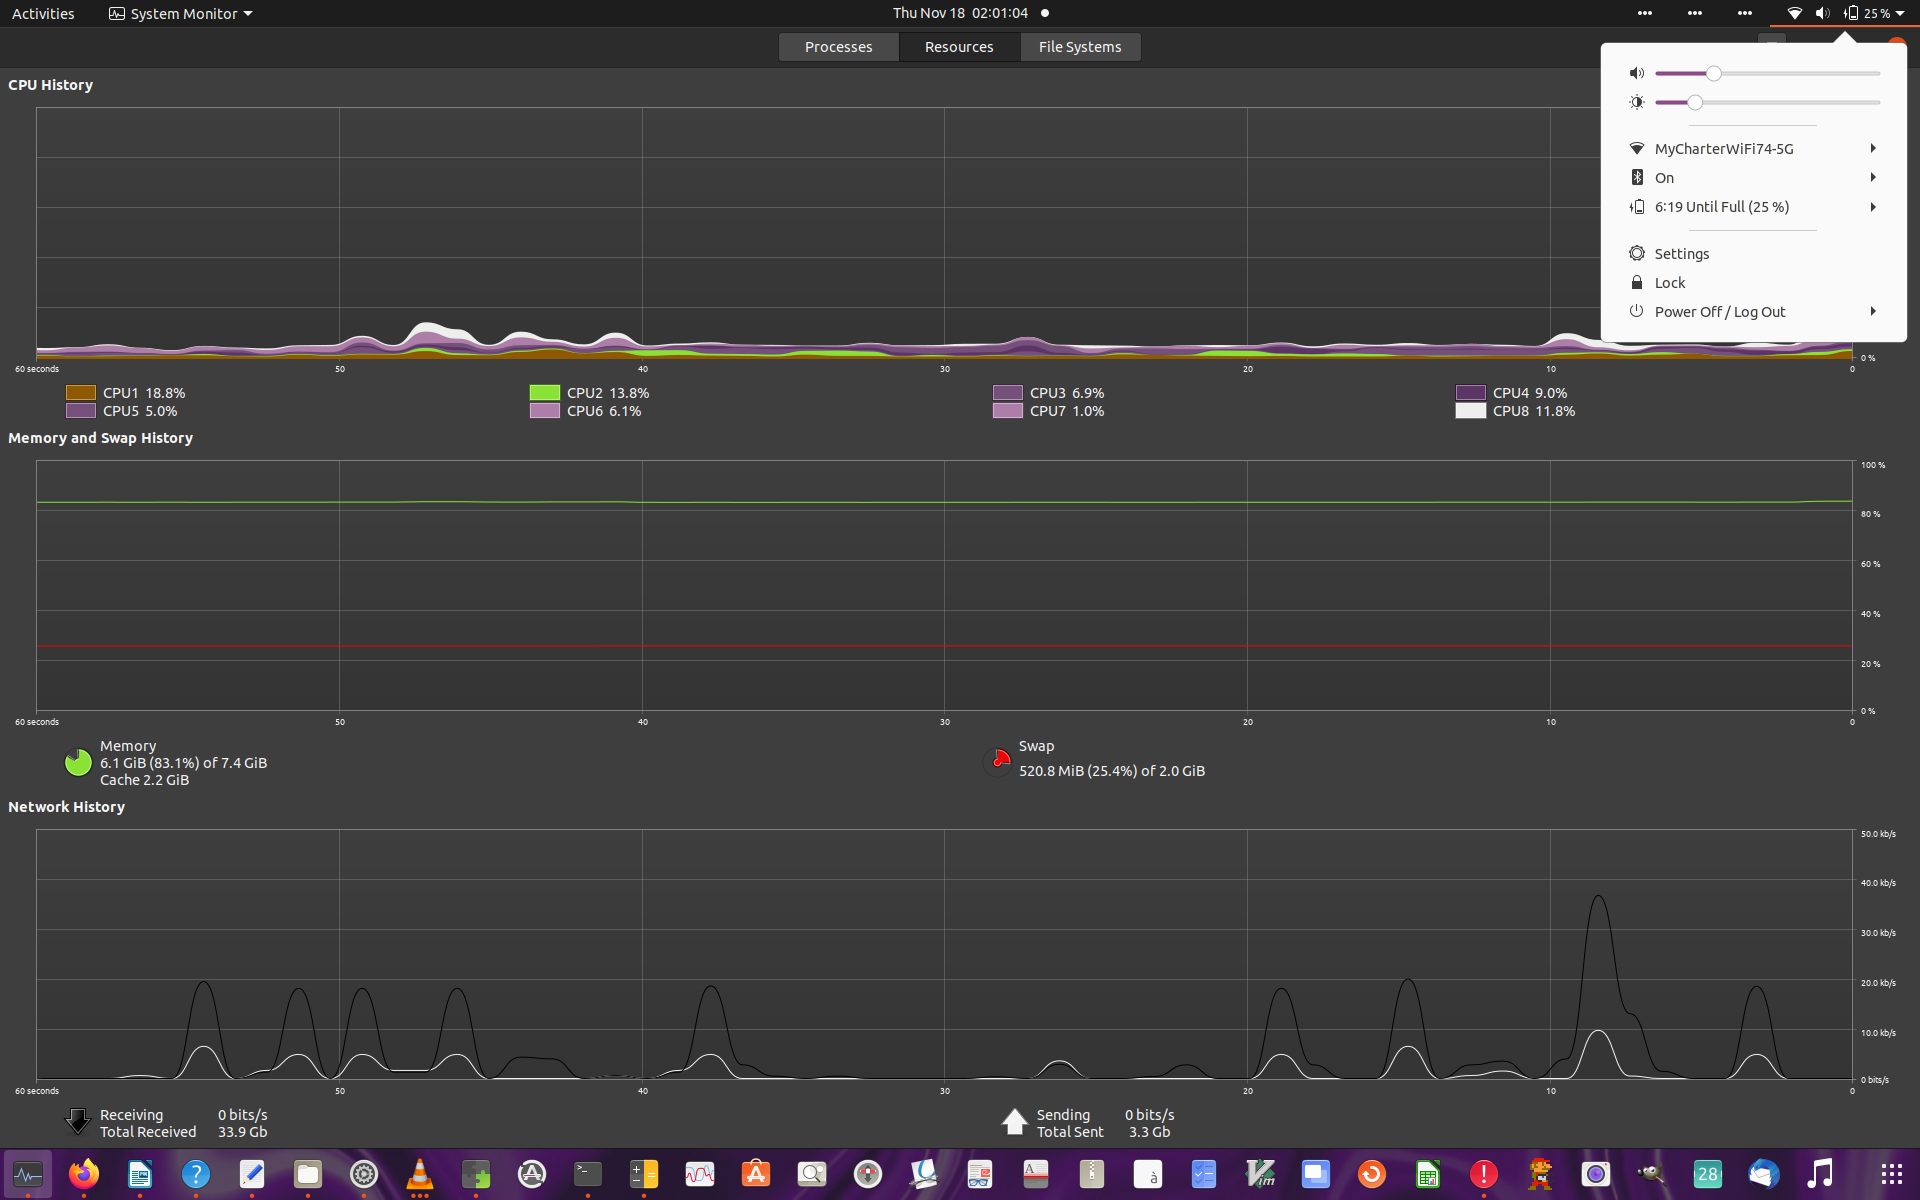 Activities System Monitor Thu Nov 18 02:01:04 25 %
Processes Resources File Systems
CPU History
MyCharterWiFi74-5G
On
6:19 Until Full (25 %)
Settings
Lock
Power Off / Log Out
0 %
60 seconds 50 40 30 20 10 0
CPU1 18.8% CPU2 13.8% CPU3 6.9% CPU4 9.0%
CPU5 5.0% CPU6 6.1% CPU7 1.0% CPU8 11.8%
Memory and Swap History
100 %
80 %
60 %
40 %
20 %
0 %
60 seconds 50 40 30 20 10 0
Memory
6.1 GiB (83.1%) of 7.4 GiB
Cache 2.2 GiB
Swap
520.8 MiB (25.4%) of 2.0 GiB
Network History
50.0 kb/s
40.0 kb/s
30.0 kb/s
20.0 kb/s
10.0 kb/s
0 bits/s
60 seconds 50 40 30 20 10 0
Receiving 0 bits/s
Total Received 33.9 Gb
Sending 0 bits/s
Total Sent 3.3 Gb
? >_ A à Vim ! 28